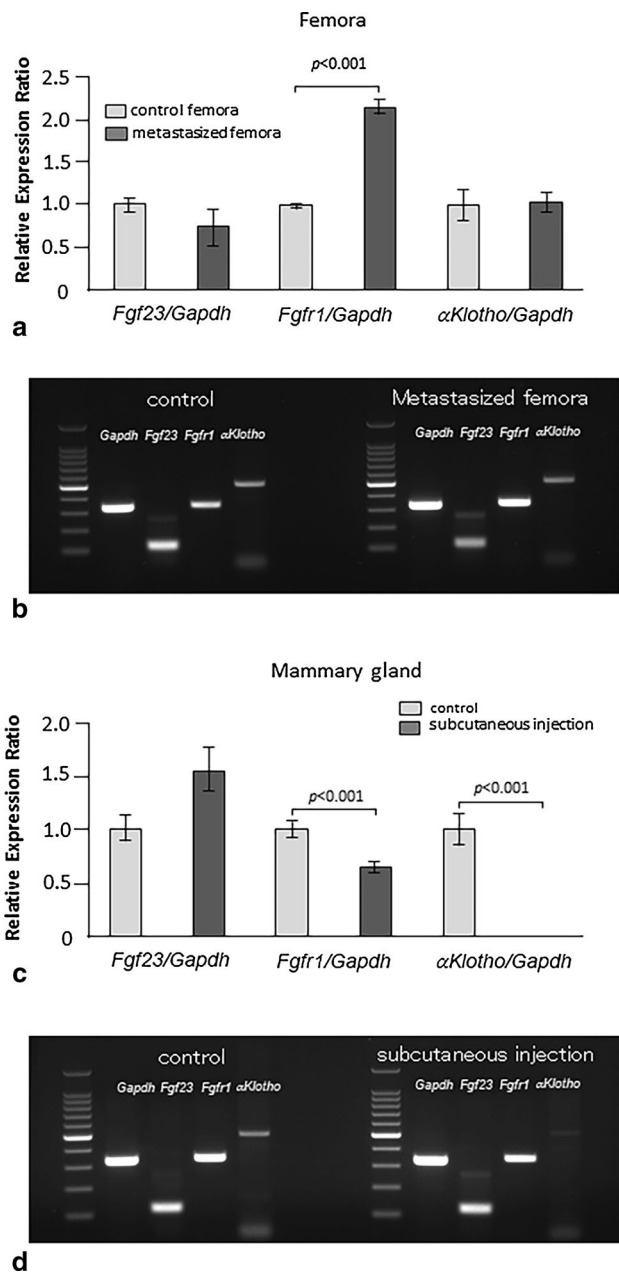 Femora
p<0.001
Relative Expression Ratio
2.5
2.0
1.5
1.0
0.5
0
control femora
metastasized femora
Fgf23/Gapdh Fgfr1/Gapdh αKlotho/Gapdh
a
control Metastasized femora
Gapdh Fgf23 Fgfr1 αKlotho Gapdh Fgf23 Fgfr1 αKlotho
b
Mammary gland
control
subcutaneous injection
Relative Expression Ratio
2.0
1.5
1.0
0.5
0
p<0.001 p<0.001
Fgf23/Gapdh Fgfr1/Gapdh αKlotho/Gapdh
c
control subcutaneous injection
Gapdh Fgf23 Fgfr1 αKlotho Gapdh Fgf23 Fgfr1 αKlotho
d